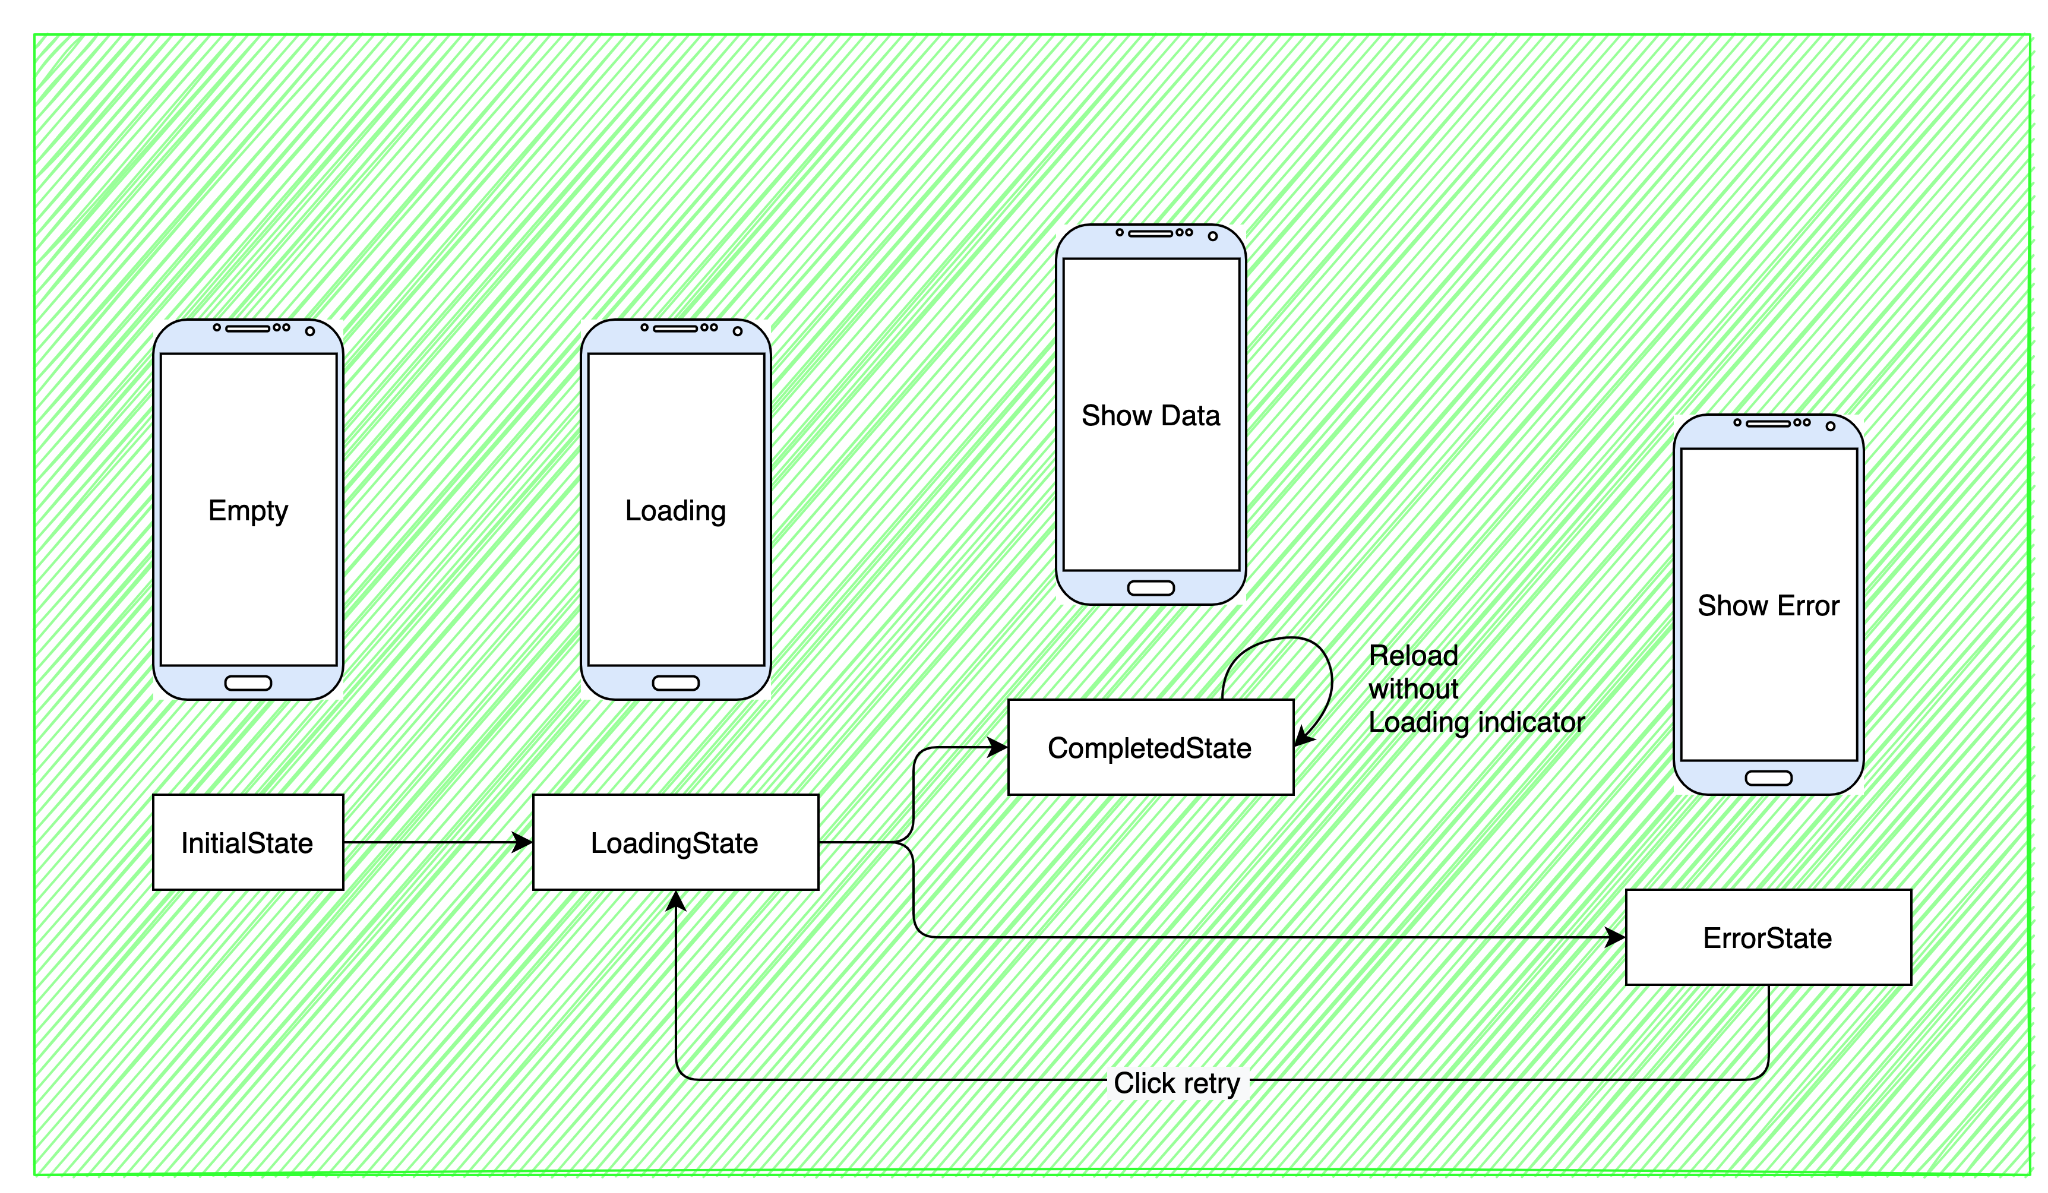 Empty
Loading
Show Data
Show Error
Reload
without
Loading indicator
CompletedState
InitialState
LoadingState
ErrorState
Click retry